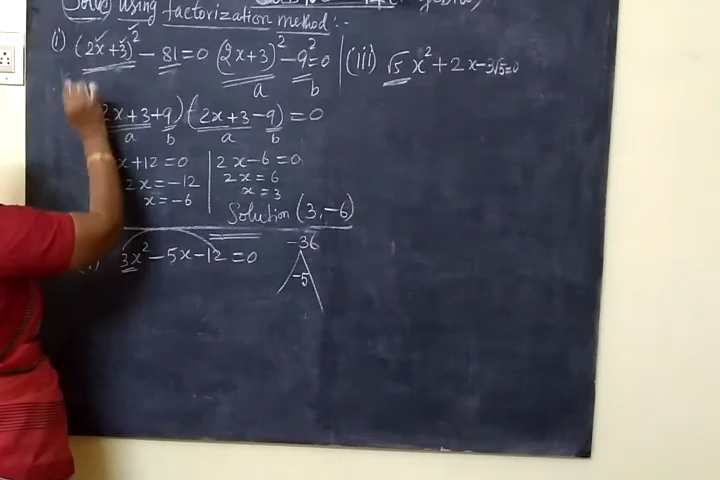 using factorization method:-
(i) (2x+3)² - 81=0 (2x+3)² - 9²=0
a b
2x+3+9) (2x+3-9) = 0
a b a b
x+12=0 | 2x-6=0
2x=-12 | 2x=6
x=-6 | x=3
Solution (3,-6)
3x²-5x-12=0
-36
-5
(iii) √5 x²+2x-3√5=0